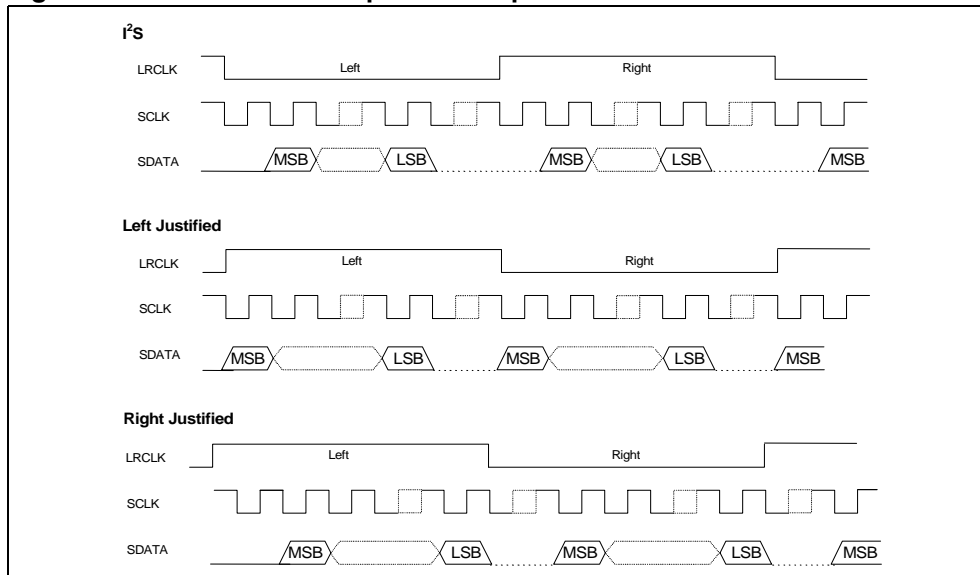 I²S
LRCLK Left Right
SCLK
SDATA MSB LSB MSB LSB MSB
Left Justified
LRCLK Left Right
SCLK
SDATA MSB LSB MSB LSB MSB
Right Justified
LRCLK Left Right
SCLK
SDATA MSB LSB MSB LSB MSB